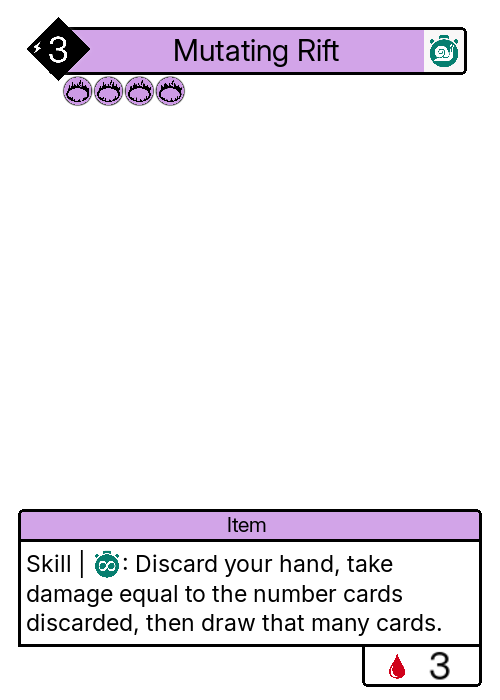 3 Mutating Rift
Item
Skill | : Discard your hand, take
damage equal to the number cards
discarded, then draw that many cards.
3